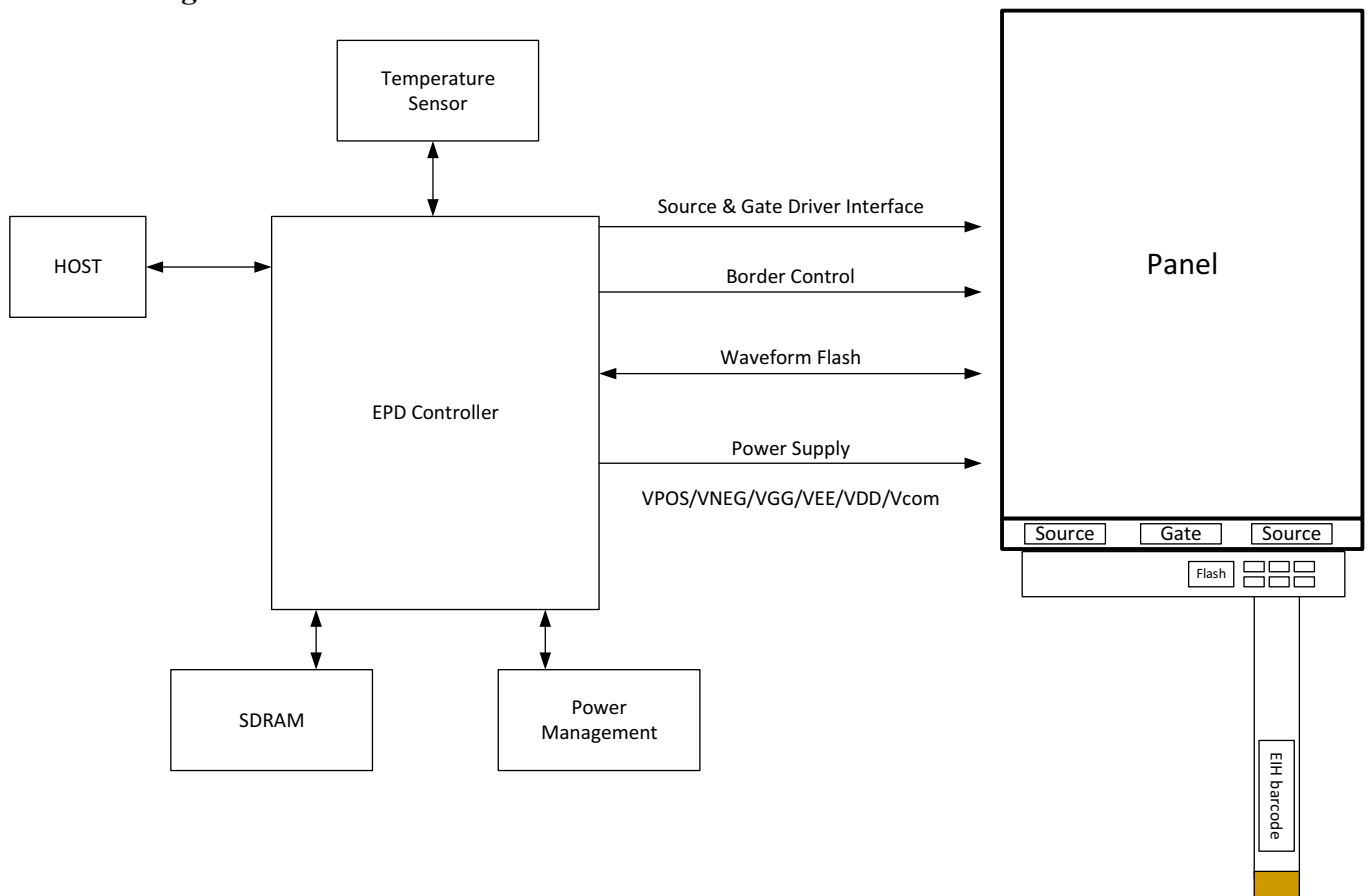 Temperature
Sensor
HOST
EPD Controller
Source & Gate Driver Interface
Border Control
Waveform Flash
Power Supply
VPOS/VNEG/VGG/VEE/VDD/Vcom
Panel
Source
Gate
Source
Flash
SDRAM
Power
Management
EIH barcode